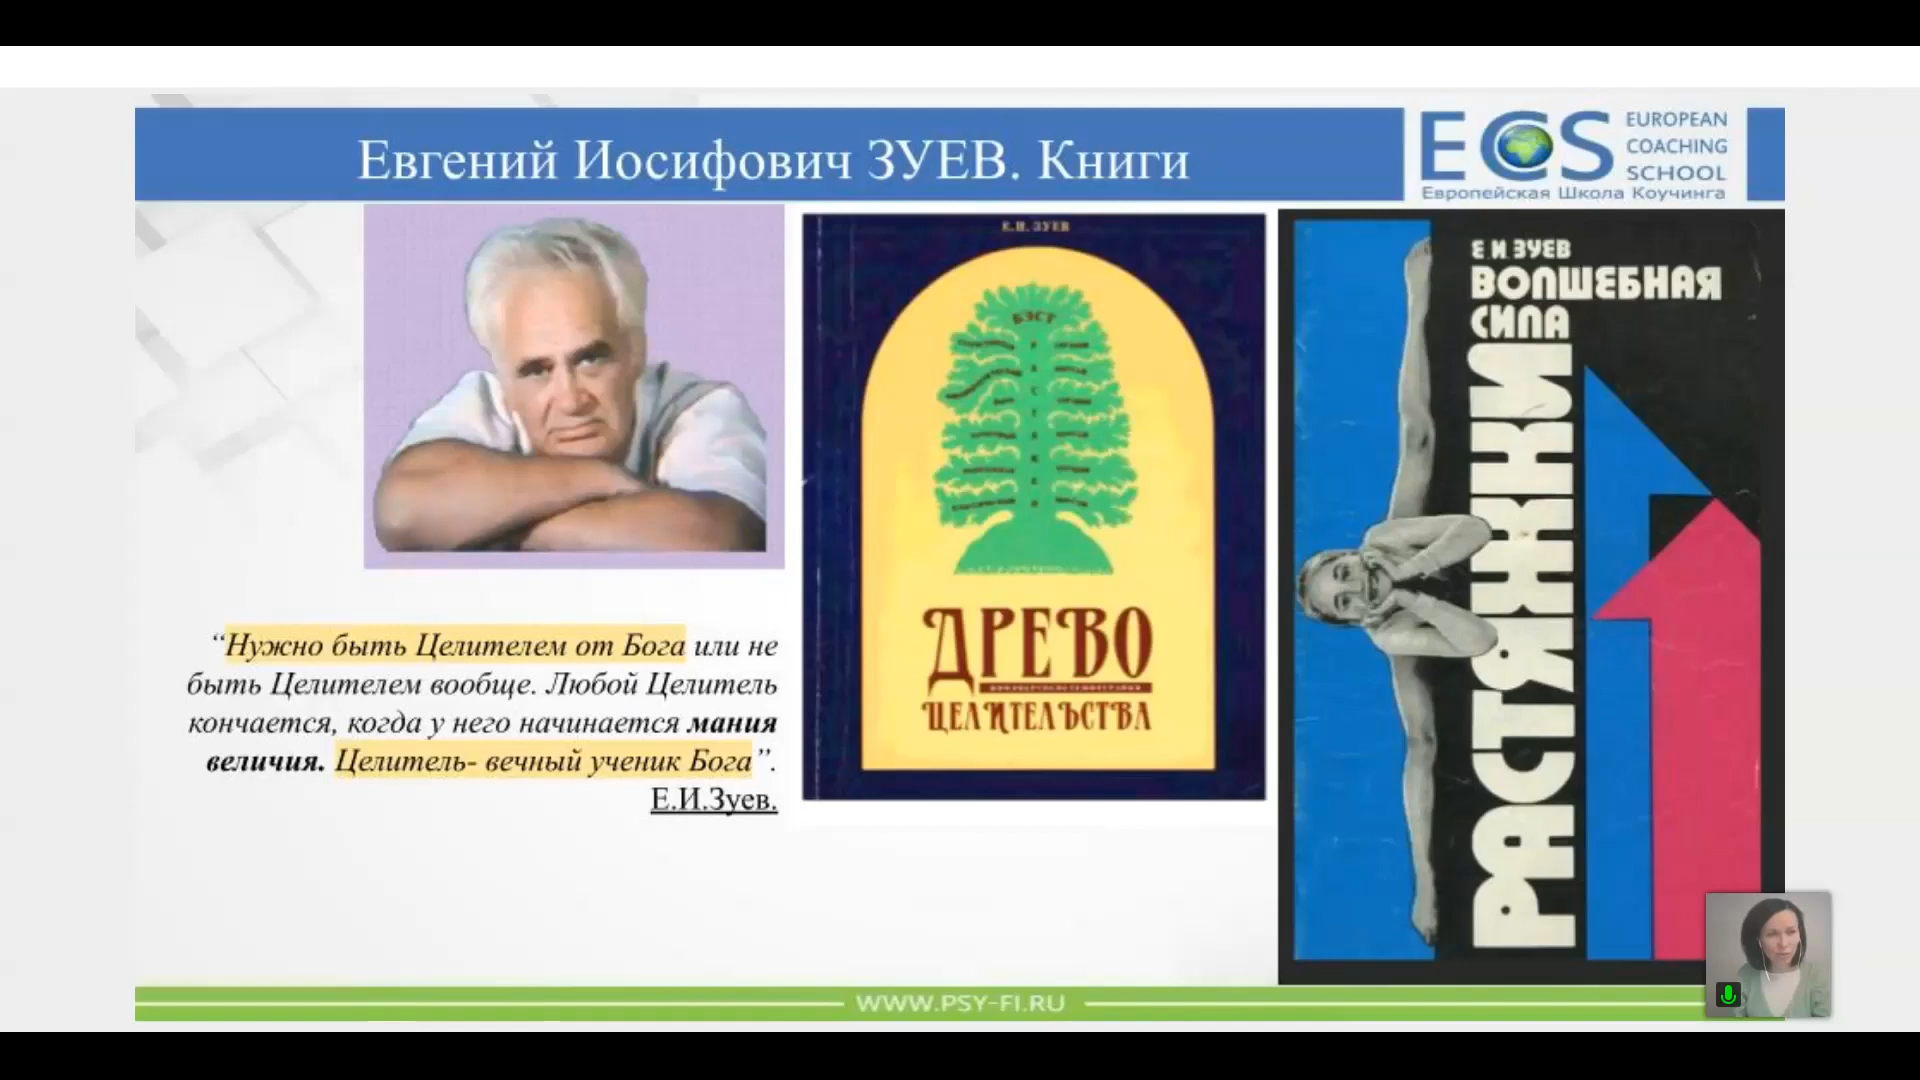 Евгений Иосифович ЗУЕВ. Книги
ECS
EUROPEAN
COACHING
SCHOOL
Европейская Школа Коучинга
“Нужно быть Целителем от Бога или не
быть Целителем вообще. Любой Целитель
кончается, когда у него начинается мания
величия. Целитель- вечный ученик Бога”.
Е.И.Зуев.
Е.И. ЗУЕВ
БЭСТ
ДРЕВО
ЦЕЛИТЕЛЬСТВА
Е.И. ЗУЕВ
ВОЛШЕБНАЯ
СИЛА
РАСТЯЖКИ
WWW.PSY-FI.RU